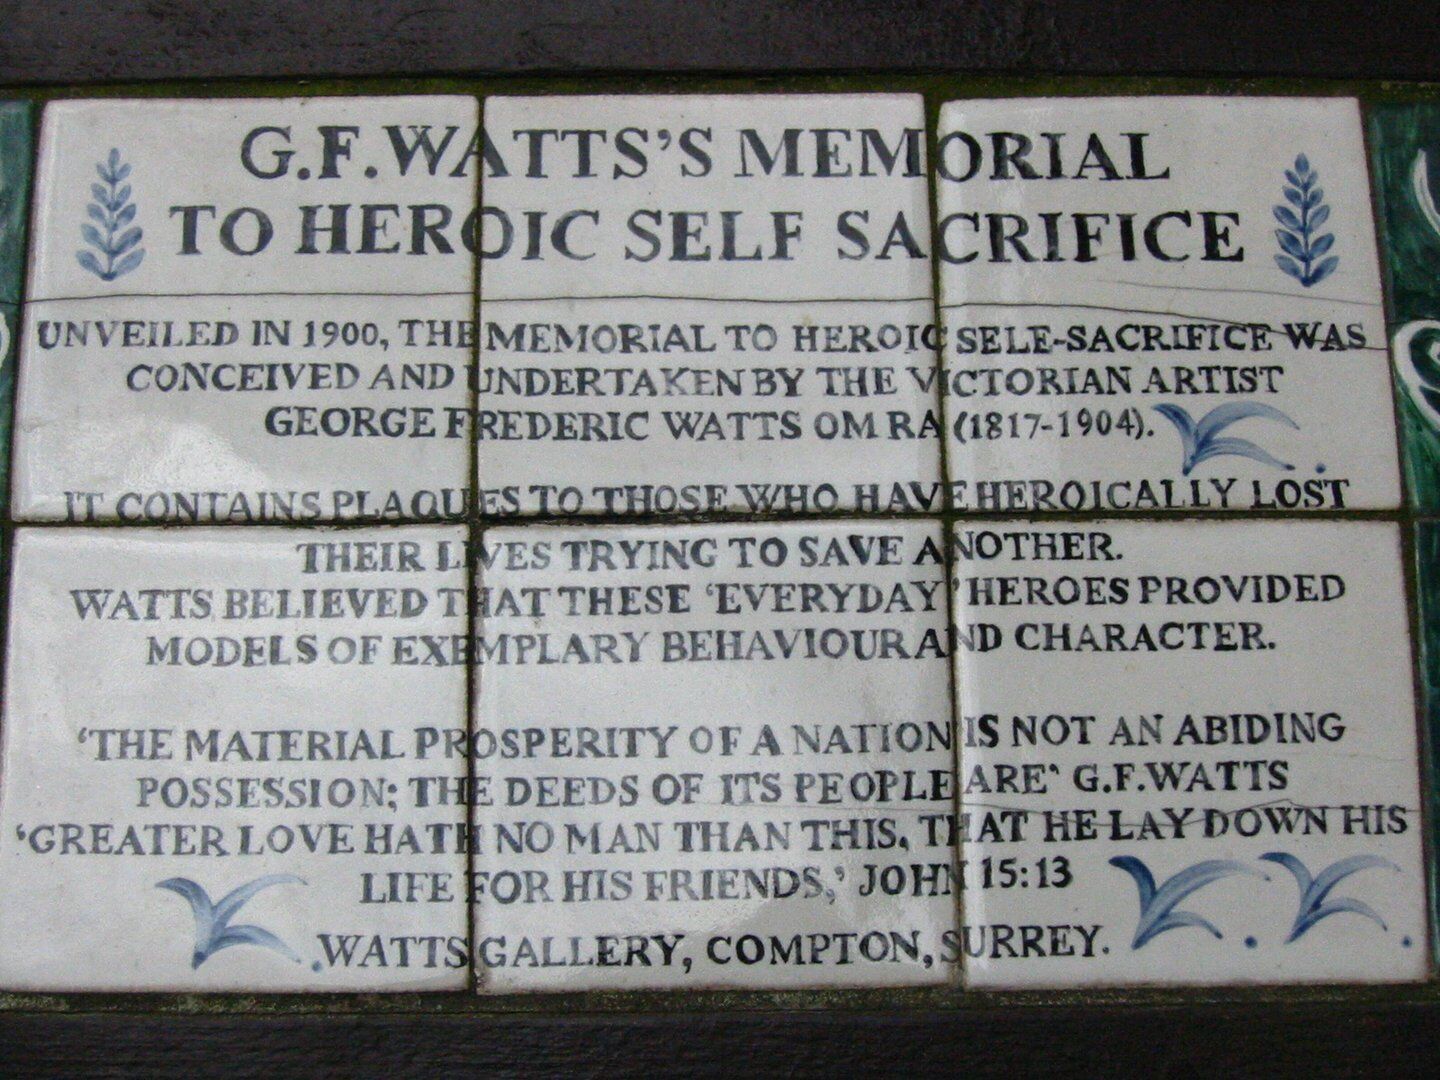 G.F.WATTS'S MEMORIAL
TO HEROIC SELF SACRIFICE
UNVEILED IN 1900, THE MEMORIAL TO HEROIC SELF-SACRIFICE WAS
CONCEIVED AND UNDERTAKEN BY THE VICTORIAN ARTIST
GEORGE FREDERIC WATTS OM RA (1817-1904).
IT CONTAINS PLAQUES TO THOSE WHO HAVE HEROICALLY LOST
THEIR LIVES TRYING TO SAVE ANOTHER.
WATTS BELIEVED THAT THESE 'EVERYDAY' HEROES PROVIDED
MODELS OF EXEMPLARY BEHAVIOUR AND CHARACTER.
'THE MATERIAL PROSPERITY OF A NATION IS NOT AN ABIDING
POSSESSION; THE DEEDS OF ITS PEOPLE ARE' G.F.WATTS
'GREATER LOVE HATH NO MAN THAN THIS, THAT HE LAY DOWN HIS
LIFE FOR HIS FRIENDS,' JOHN 15:13
WATTS GALLERY, COMPTON, SURREY.